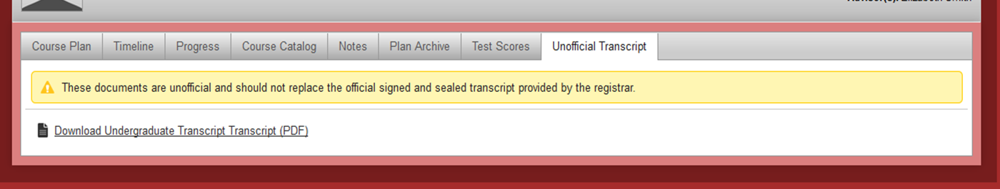 Course Plan
Timeline
Progress
Course Catalog
Notes
Plan Archive
Test Scores
Unofficial Transcript
These documents are unofficial and should not replace the official signed and sealed transcript provided by the registrar.
Download Undergraduate Transcript Transcript (PDF)